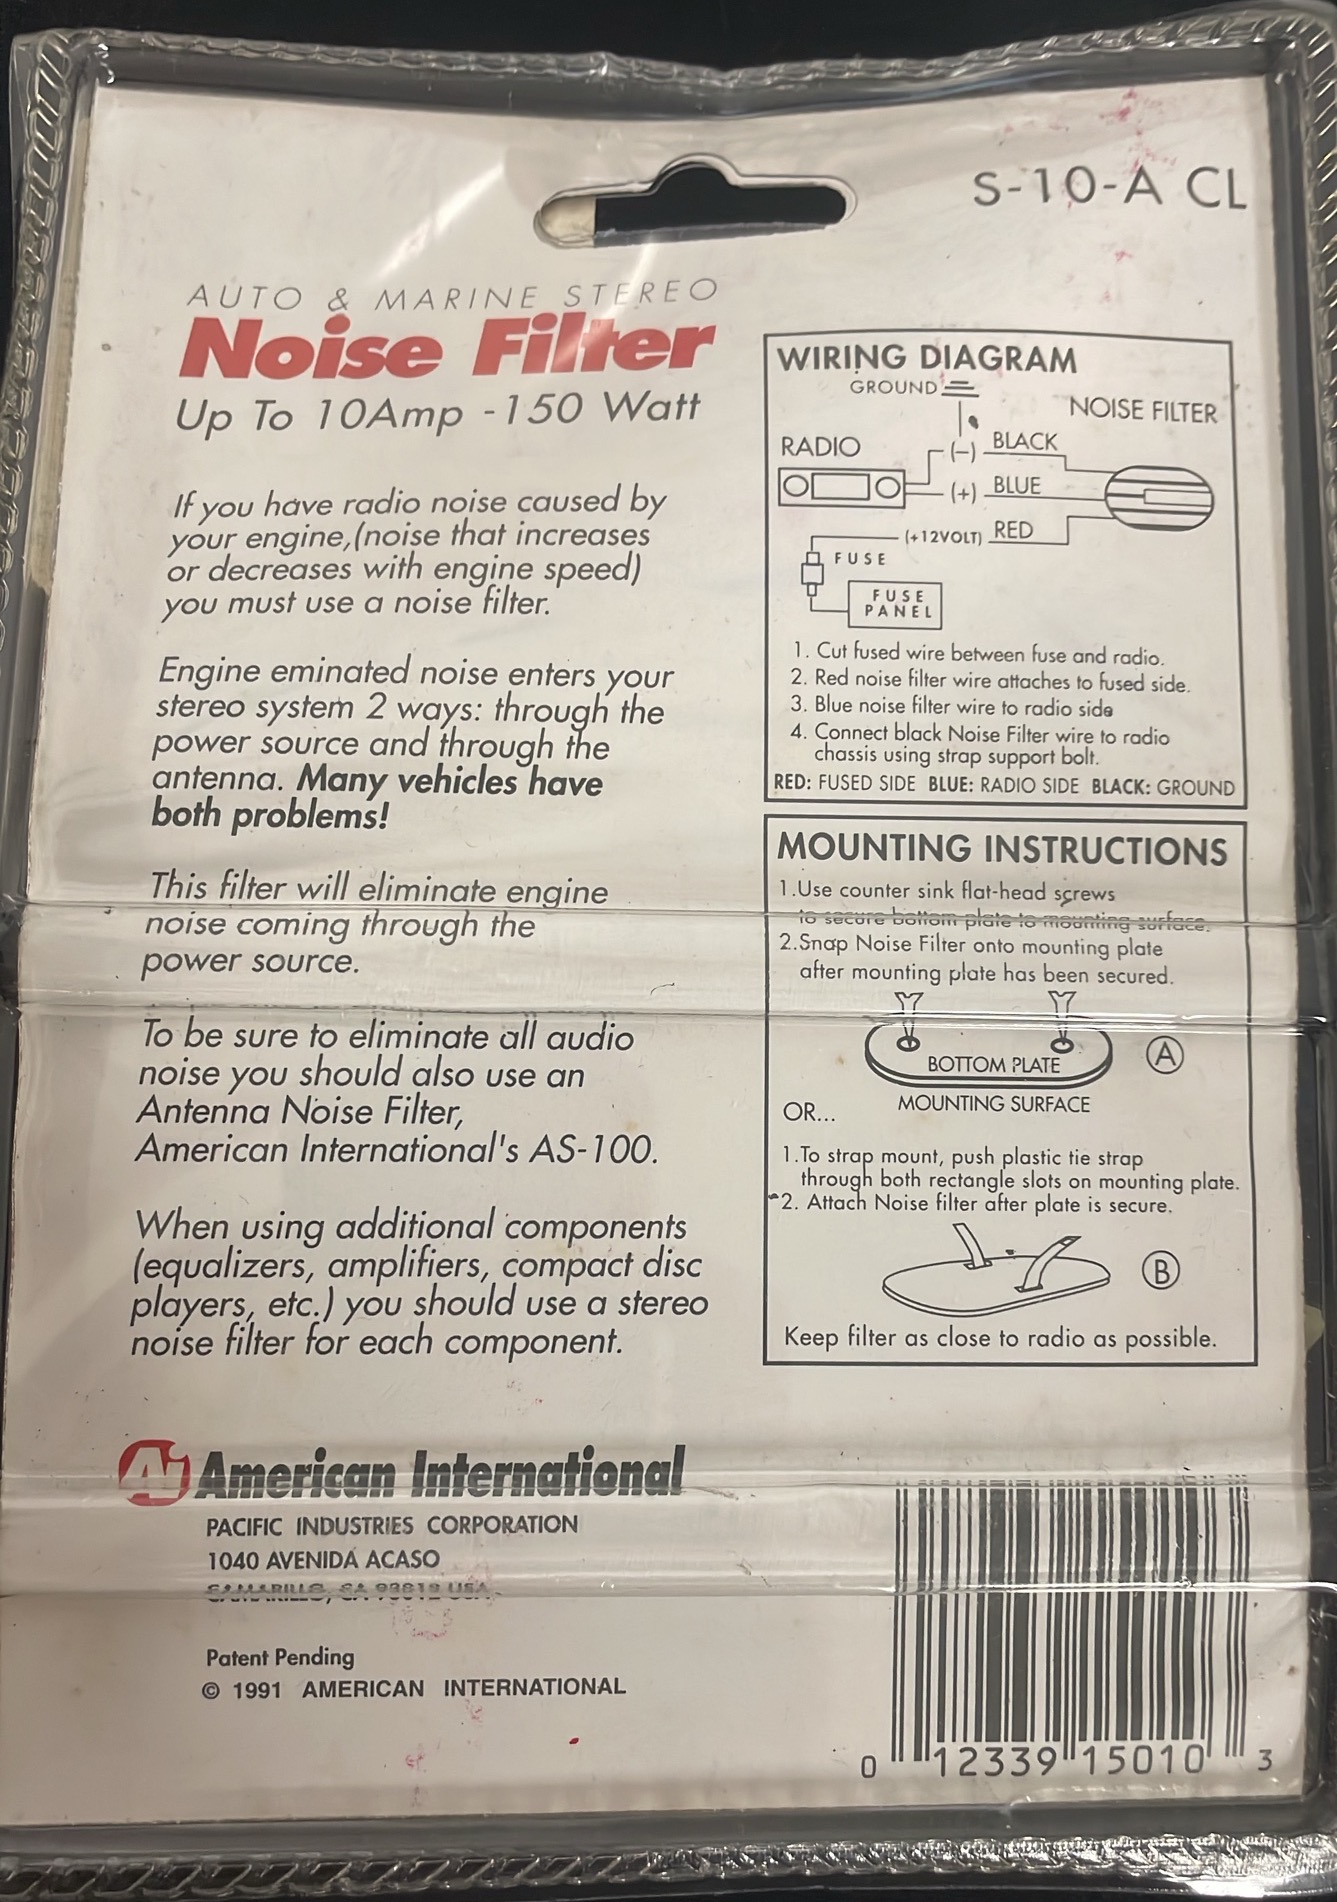 S-10-A CL
AUTO & MARINE STEREO
Noise Filter
Up To 10Amp - 150 Watt
If you have radio noise caused by
your engine,(noise that increases
or decreases with engine speed)
you must use a noise filter.
Engine eminated noise enters your
stereo system 2 ways: through the
power source and through the
antenna. Many vehicles have
both problems!
This filter will eliminate engine
noise coming through the
power source.
To be sure to eliminate all audio
noise you should also use an
Antenna Noise Filter,
American International's AS-100.
When using additional components
(equalizers, amplifiers, compact disc
players, etc.) you should use a stereo
noise filter for each component.
WIRING DIAGRAM
GROUND
NOISE FILTER
RADIO
(–) BLACK
(+) BLUE
(+12VOLT) RED
FUSE
FUSE
PANEL
1. Cut fused wire between fuse and radio.
2. Red noise filter wire attaches to fused side.
3. Blue noise filter wire to radio side
4. Connect black Noise Filter wire to radio
chassis using strap support bolt.
RED: FUSED SIDE BLUE: RADIO SIDE BLACK: GROUND
MOUNTING INSTRUCTIONS
1.Use counter sink flat-head screws
to secure bottom plate to mounting surface.
2.Snap Noise Filter onto mounting plate
after mounting plate has been secured.
BOTTOM PLATE
A
MOUNTING SURFACE
OR...
1.To strap mount, push plastic tie strap
through both rectangle slots on mounting plate.
2. Attach Noise filter after plate is secure.
B
Keep filter as close to radio as possible.
Ai American International
PACIFIC INDUSTRIES CORPORATION
1040 AVENIDA ACASO
CAMARILLO, CA 93012 USA
Patent Pending
© 1991 AMERICAN INTERNATIONAL
0 12339 15010 3